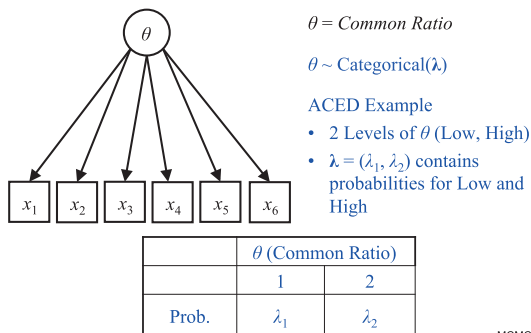 θ
θ = Common Ratio
θ ~ Categorical(λ)
ACED Example
• 2 Levels of θ (Low, High)
• λ = (λ₁, λ₂) contains
probabilities for Low and
High
x₁ x₂ x₃ x₄ x₅ x₆
θ (Common Ratio)
1 2
Prob. λ₁ λ₂